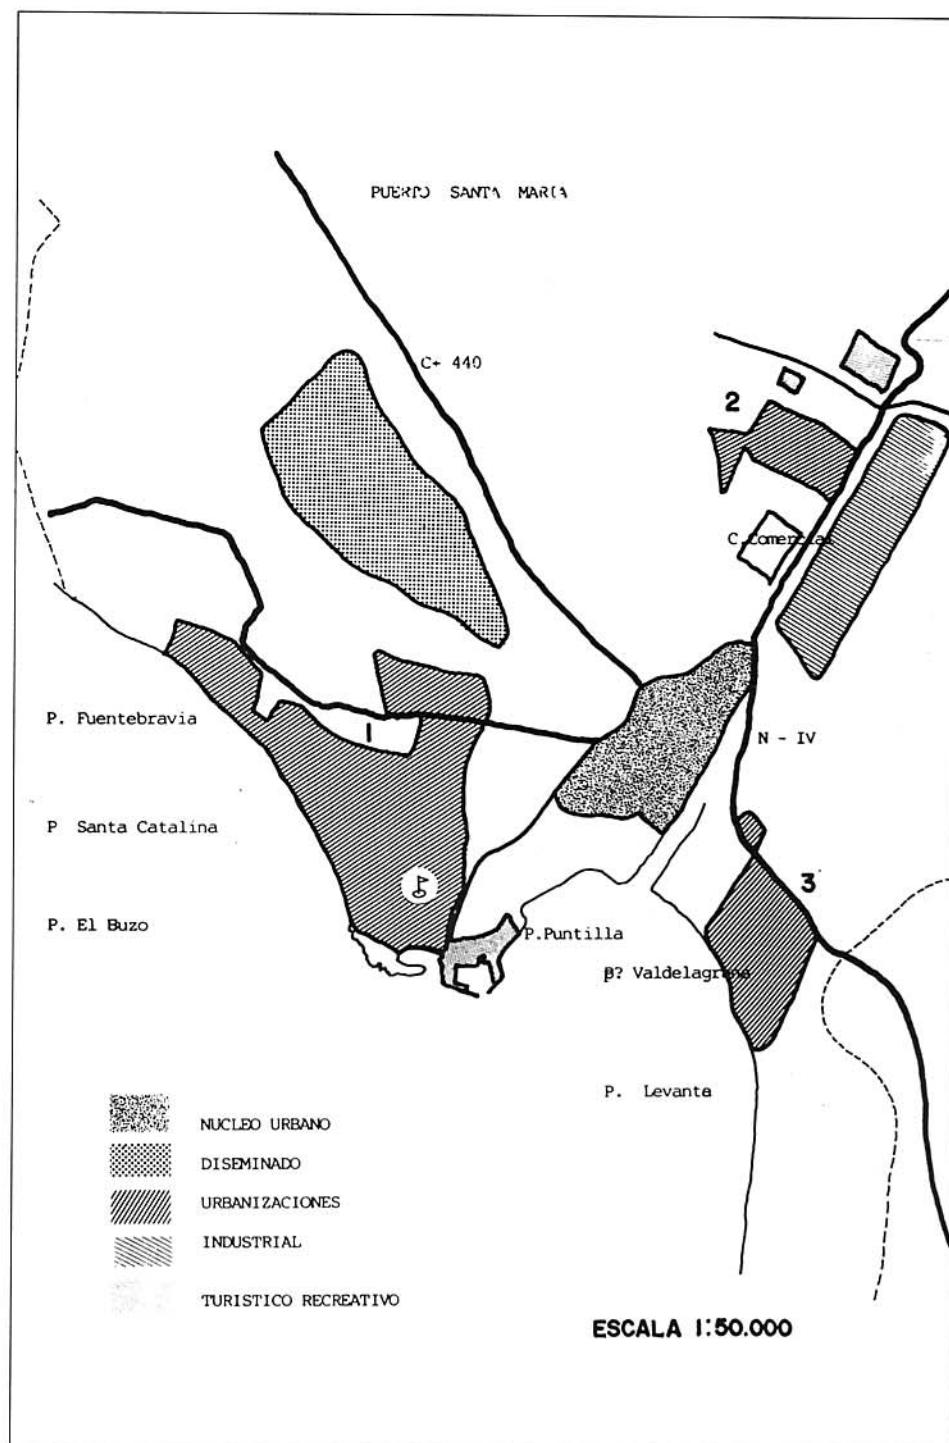 PUERTO SANTA MARIA
C- 440
2
C.Comercial
P. Fuentebravia
1
N - IV
P Santa Catalina
3
P. El Buzo
P.Puntilla
P? Valdelagrana
P. Levante
NUCLEO URBANO
DISEMINADO
URBANIZACIONES
INDUSTRIAL
TURISTICO RECREATIVO
ESCALA 1:50.000